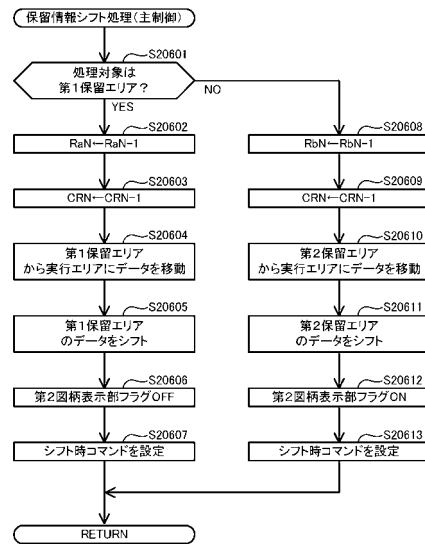 保留情報シフト処理(主制御)
S20601
処理対象は
第1保留エリア？
NO
YES
S20602
RaN←RaN-1
S20608
RbN←RbN-1
S20603
CRN←CRN-1
S20609
CRN←CRN-1
S20604
第1保留エリア
から実行エリアにデータを移動
S20610
第2保留エリア
から実行エリアにデータを移動
S20605
第1保留エリア
のデータをシフト
S20611
第2保留エリア
のデータをシフト
S20606
第2図柄表示部フラグOFF
S20612
第2図柄表示部フラグON
S20607
シフト時コマンドを設定
S20613
シフト時コマンドを設定
RETURN